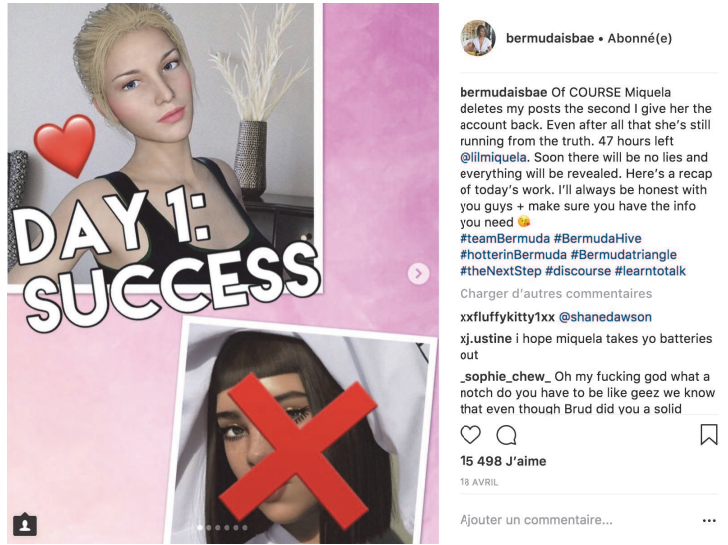 DAY 1:
SUCCESS
bermudaisbae • Abonné(e)
bermudaisbae Of COURSE Miquela
deletes my posts the second I give her the
account back. Even after all that she's still
running from the truth. 47 hours left
@lilmiquela. Soon there will be no lies and
everything will be revealed. Here's a recap
of today's work. I'll always be honest with
you guys + make sure you have the info
you need 😘
#teamBermuda #BermudaHive
#hotterinBermuda #Bermudatriangle
#theNextStep #discourse #learntotalk
Charger d'autres commentaires
xxfluffykitty1xx @shanedawson
xj.ustine i hope miquela takes yo batteries
out
_sophie_chew_ Oh my fucking god what a
notch do you have to be like geez we know
that even though Brud did you a solid
15 498 J'aime
18 AVRIL
Ajouter un commentaire...